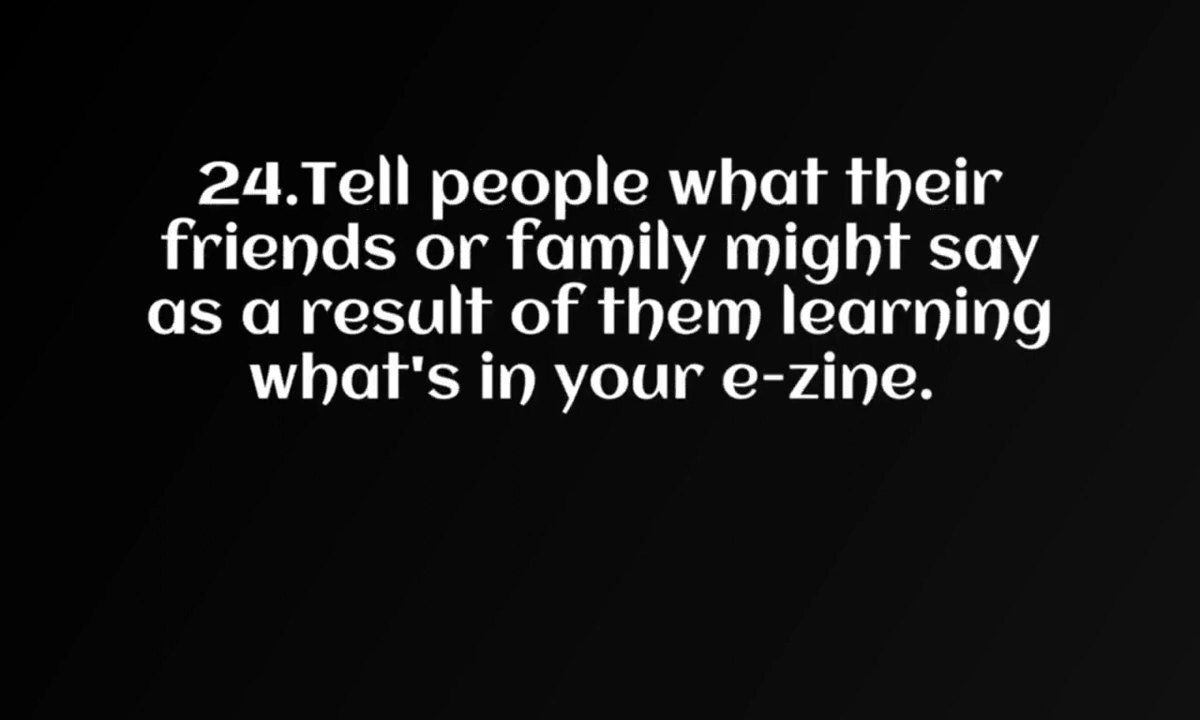 24.Tell people what their
friends or family might say
as a result of them learning
what's in your e-zine.